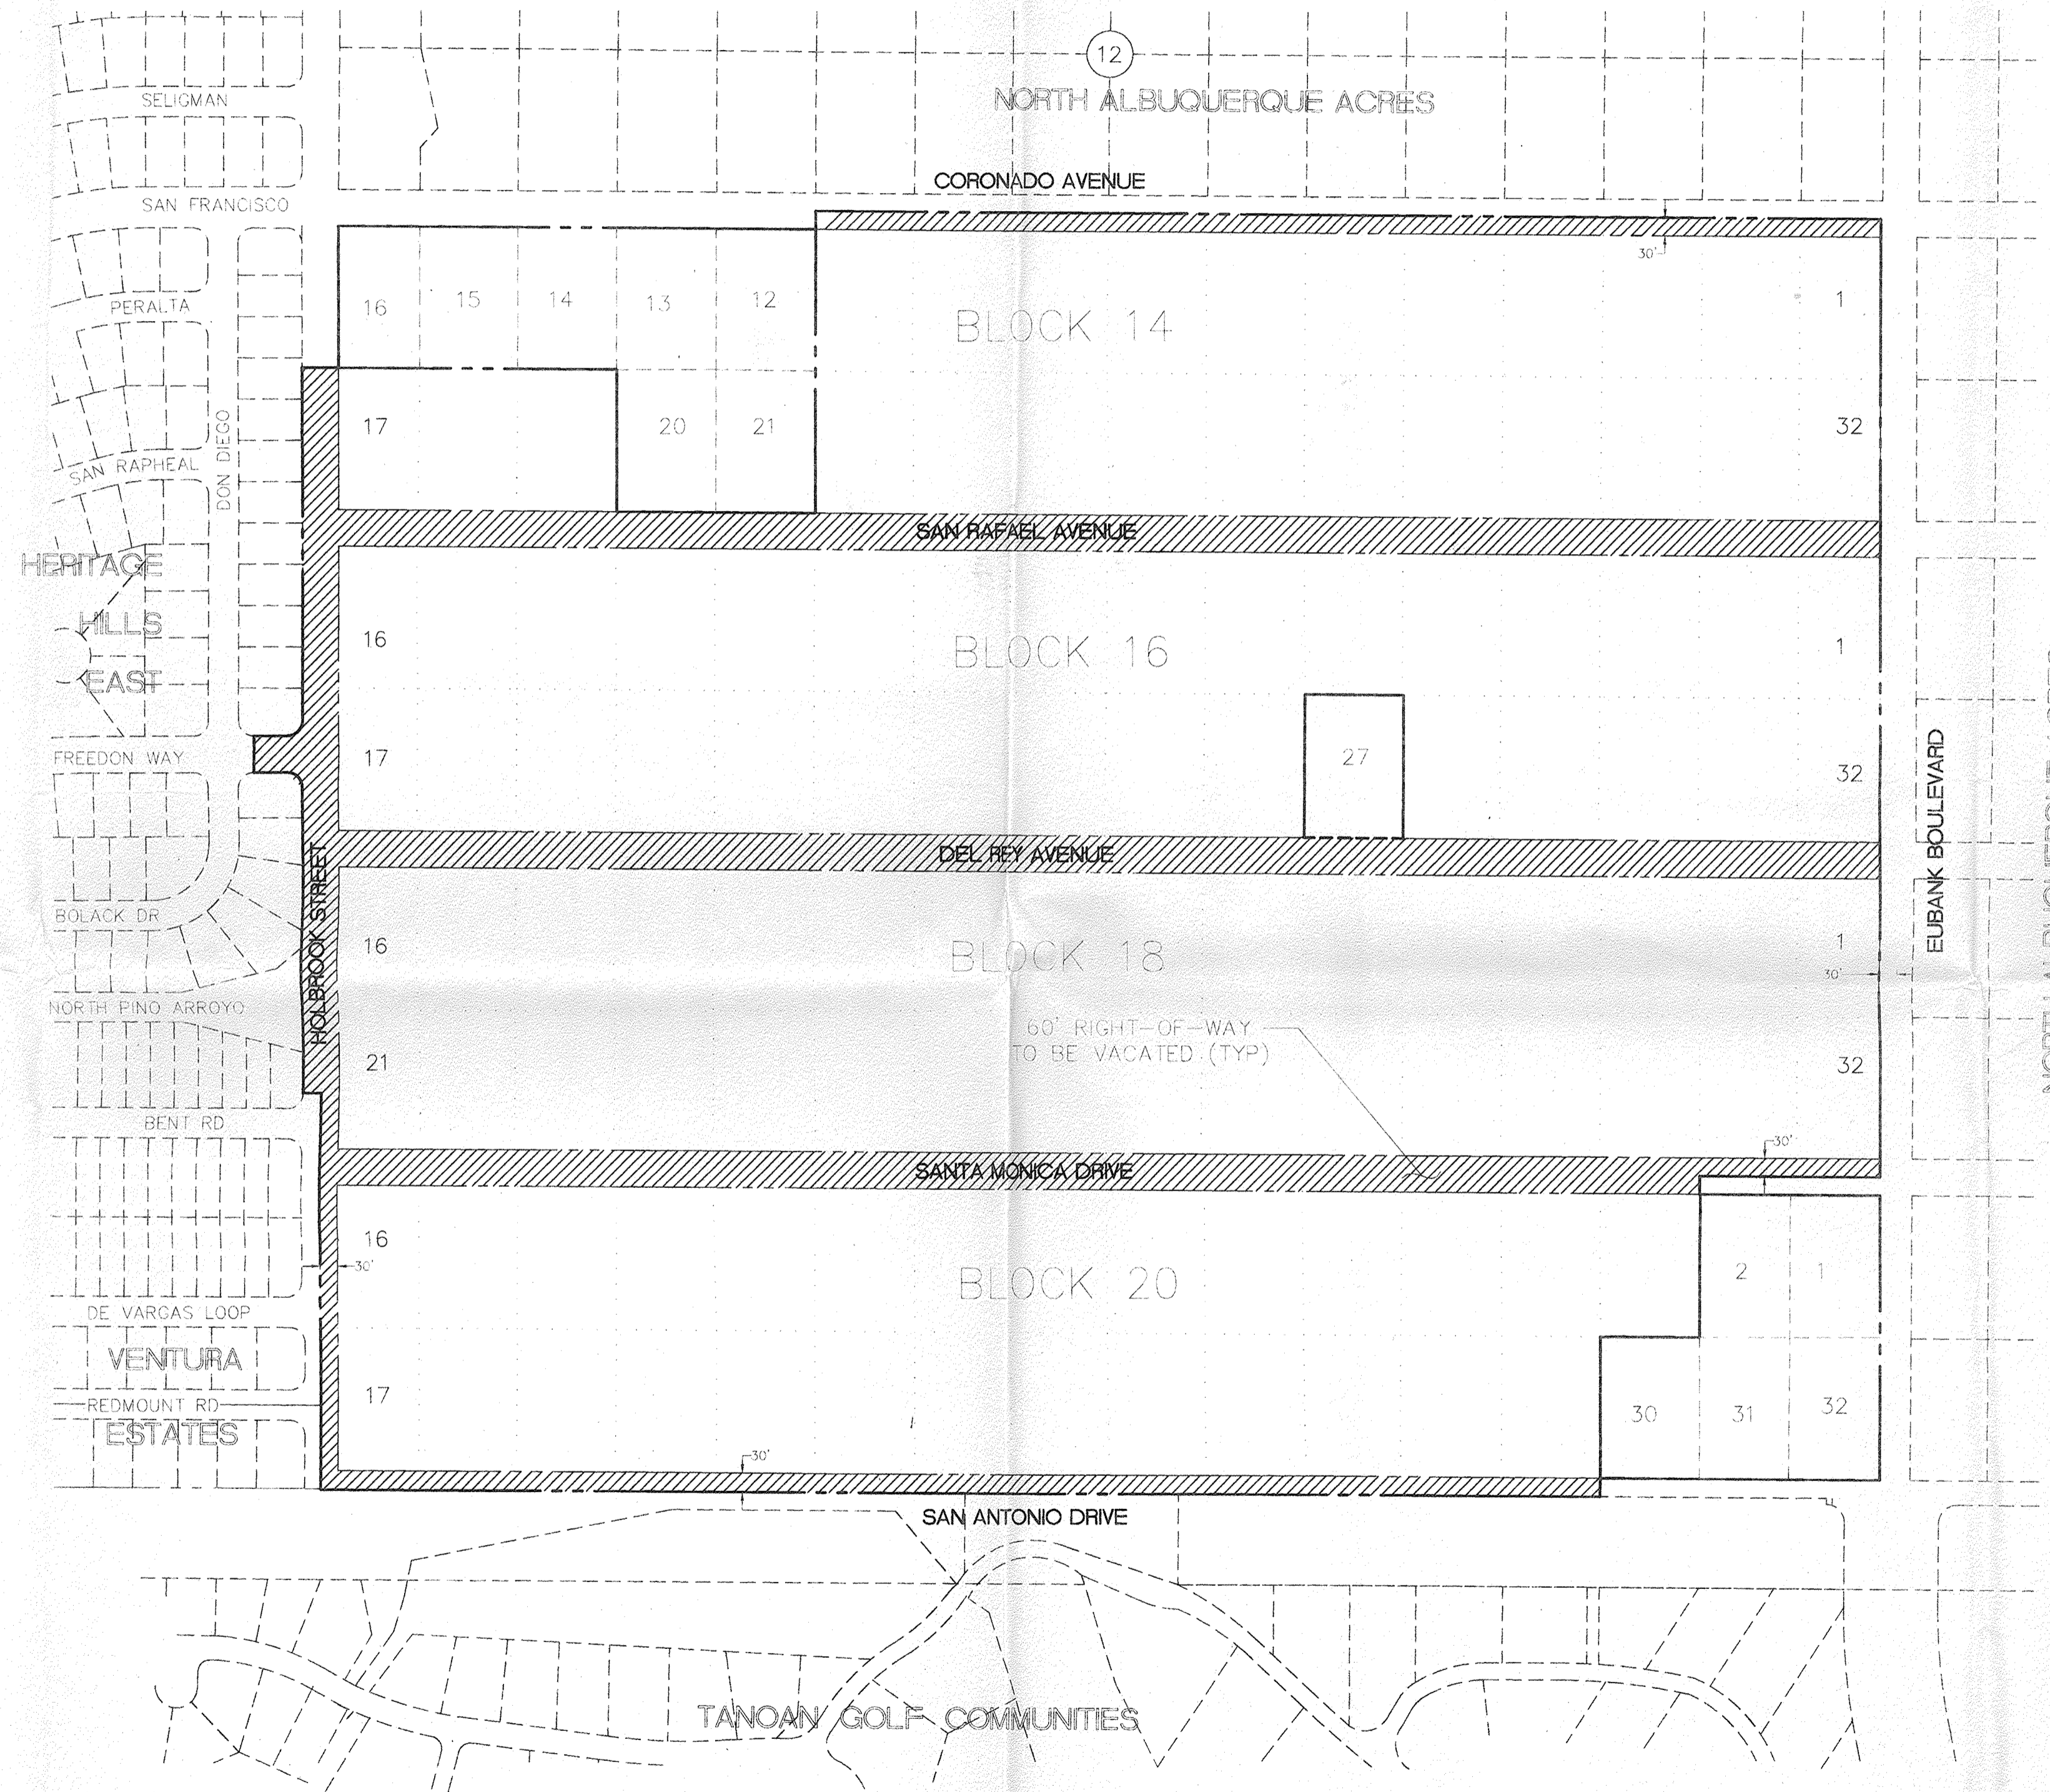 12
NORTH ALBUQUERQUE ACRES
SELIGMAN
CORONADO AVENUE
SAN FRANCISCO
30'
PERALTA
16
15
14
13
12
BLOCK 14
1
17
20
21
32
DON DIEGO
SAN RAPHEAL
SAN RAFAEL AVENUE
HERITAGE
HILLS
EAST
16
BLOCK 16
1
FREEDON WAY
17
27
32
EUBANK BOULEVARD
DEL REY AVENUE
HOLBROOK STREET
BOLACK DR
16
BLOCK 18
1
30'
NORTH PINO ARROYO
60' RIGHT-OF-WAY
TO BE VACATED (TYP)
21
32
BENT RD
30'
SANTA MONICA DRIVE
16
30'
BLOCK 20
2
1
DE VARGAS LOOP
VENTURA
REDMOUNT RD
ESTATES
17
30
31
32
30'
SAN ANTONIO DRIVE
TANOAN GOLF COMMUNITIES